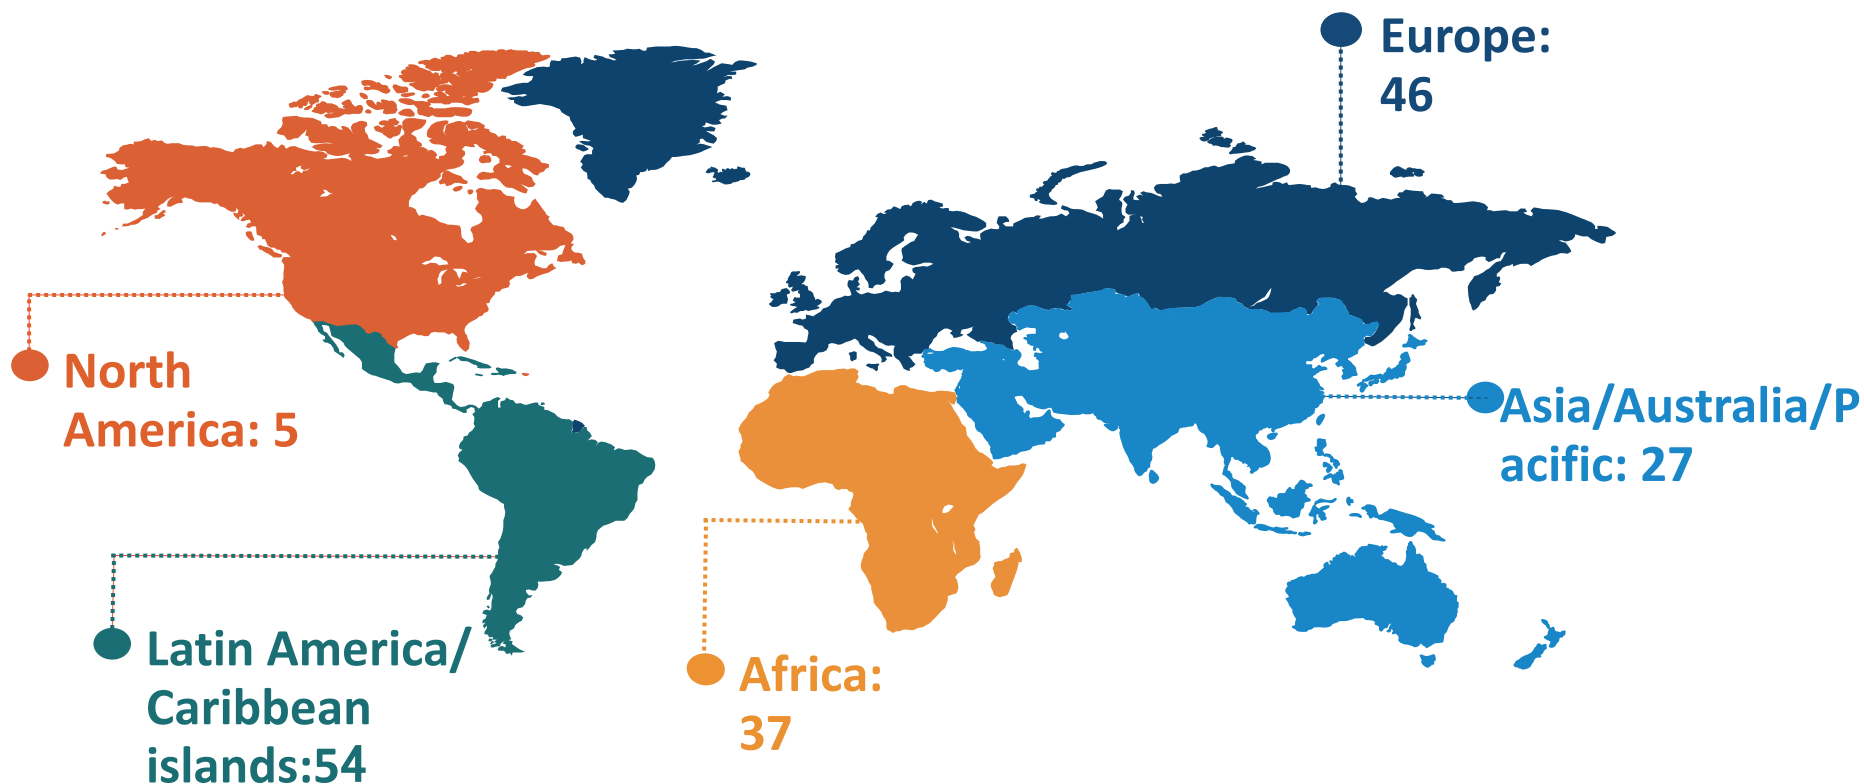 Europe:
46
North
America: 5
Asia/Australia/P
acific: 27
Latin America/
Caribbean
islands:54
Africa:
37